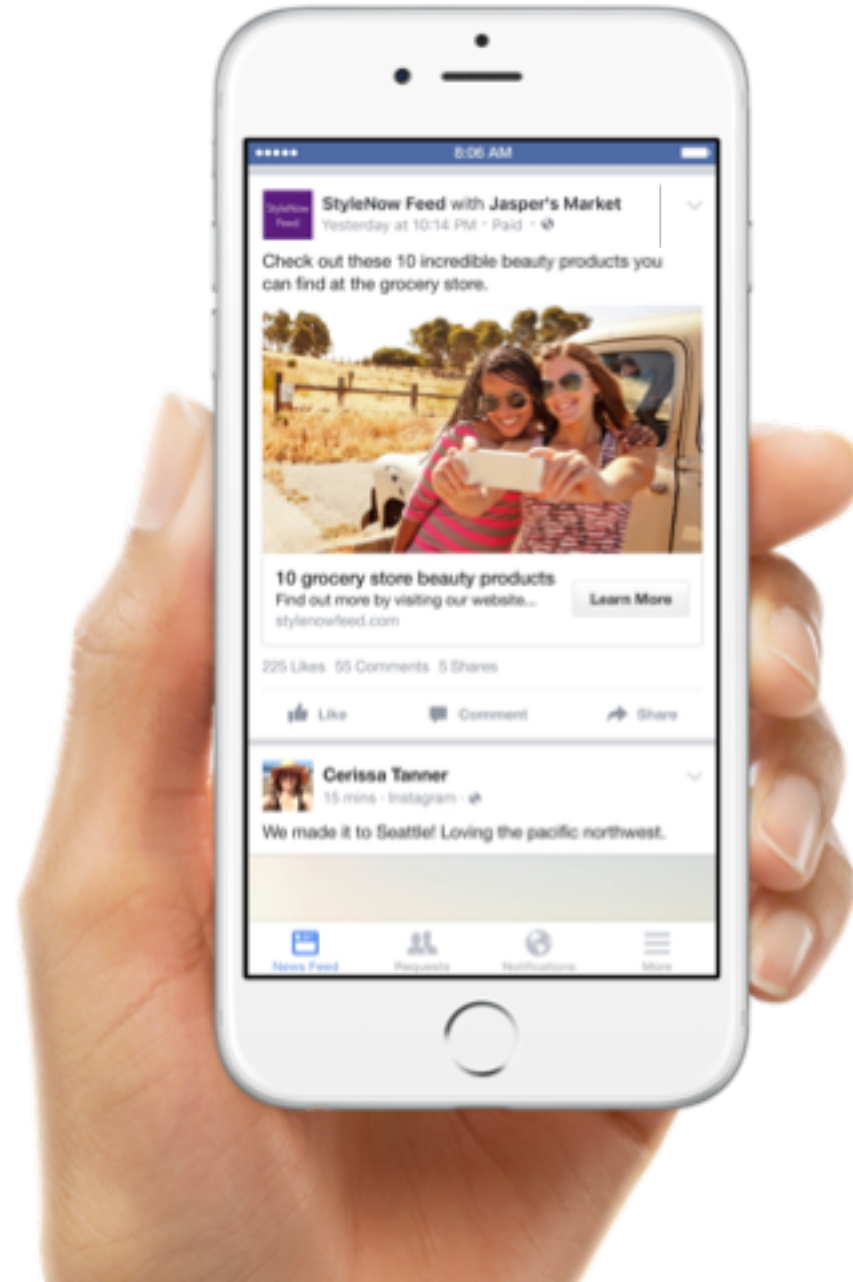 8:06 AM
StyleNow
Feed
StyleNow Feed with Jasper's Market
Yesterday at 10:14 PM · Paid ·
Check out these 10 incredible beauty products you
can find at the grocery store.
10 grocery store beauty products
Find out more by visiting our website...
Learn More
stylenowfeed.com
225 Likes 55 Comments 5 Shares
Like Comment Share
Cerissa Tanner
15 mins · Instagram ·
We made it to Seattle! Loving the pacific northwest.
News Feed Requests Notifications More